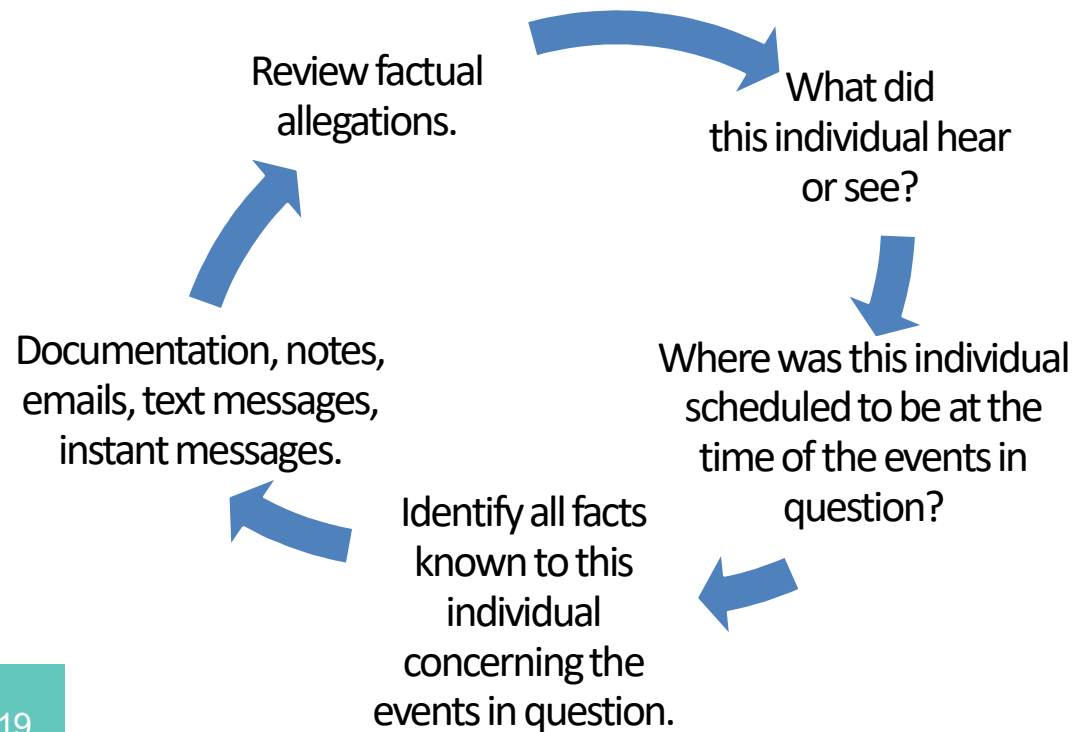 Review factual
allegations.
What did
this individual hear
or see?
Where was this individual
scheduled to be at the
time of the events in
question?
Identify all facts
known to this
individual
concerning the
events in question.
Documentation, notes,
emails, text messages,
instant messages.
19